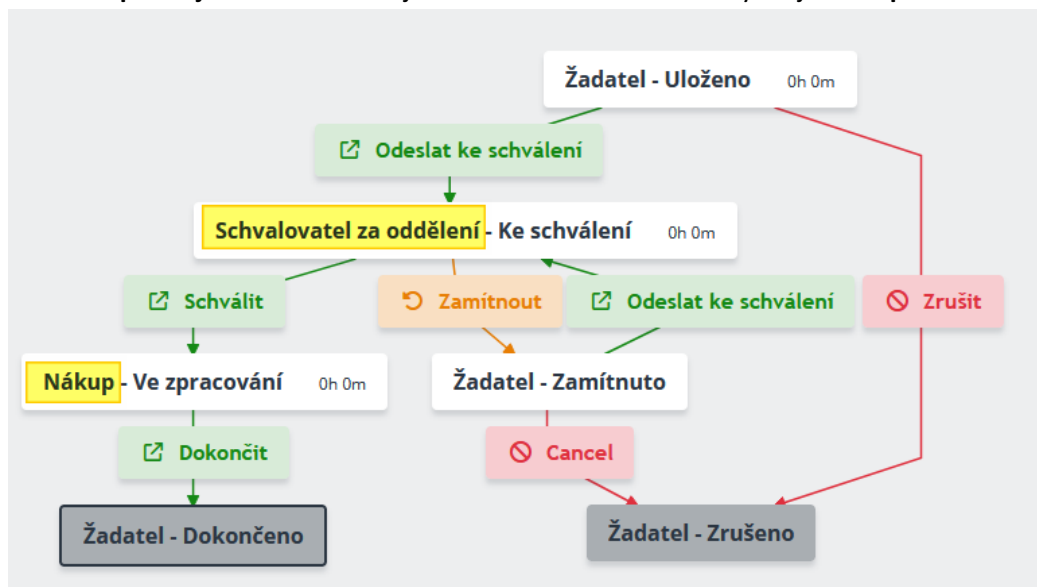 Žadatel - Uloženo 0h 0m
Odeslat ke schválení
Schvalovatel za oddělení - Ke schválení 0h 0m
Schválit
Zamítnout
Odeslat ke schválení
Zrušit
Nákup - Ve zpracování 0h 0m
Žadatel - Zamítnuto
Dokončit
Cancel
Žadatel - Dokončeno
Žadatel - Zrušeno